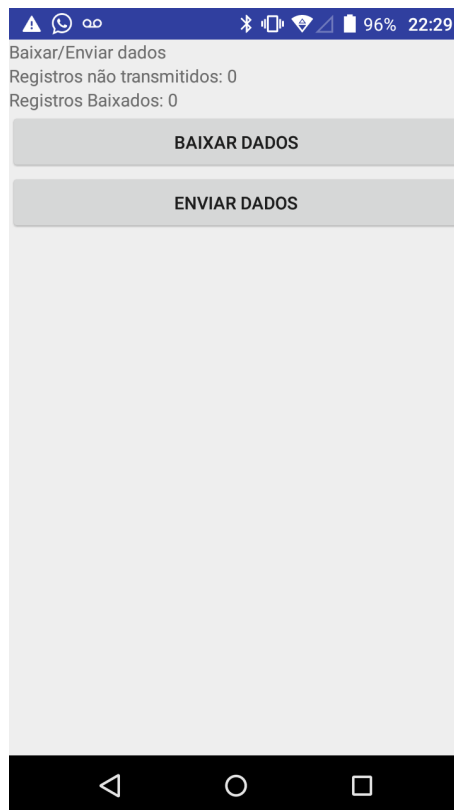 96% 22:29
Baixar/Enviar dados
Registros não transmitidos: 0
Registros Baixados: 0
BAIXAR DADOS
ENVIAR DADOS